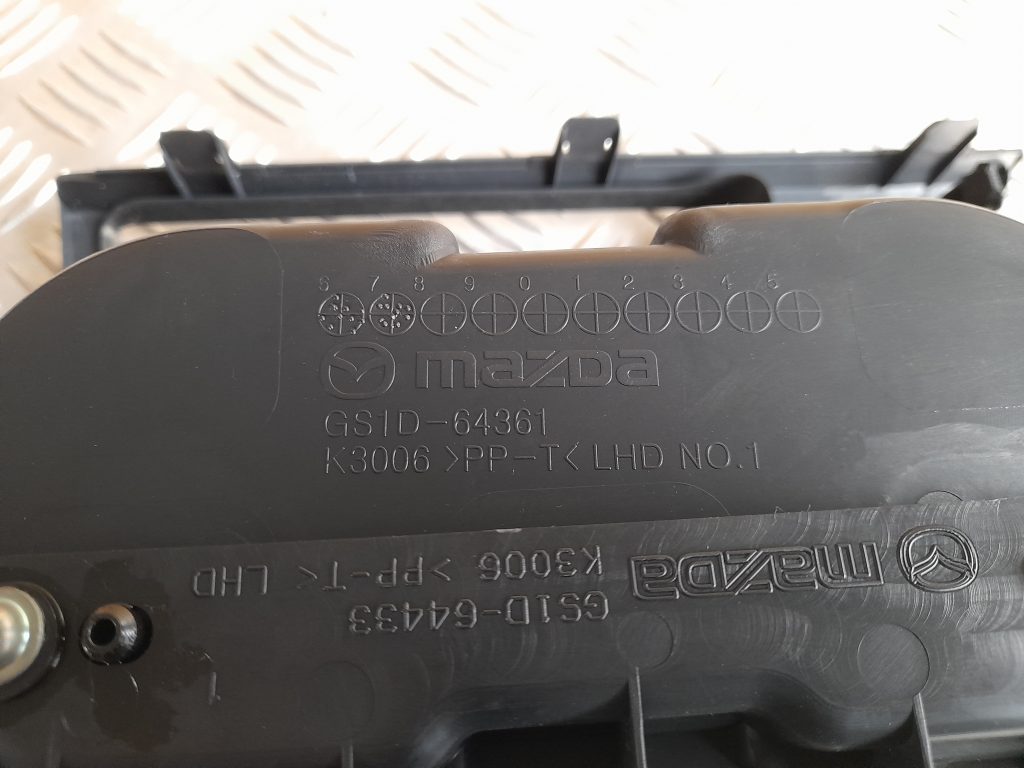 6 7 8 9 0 1 2 3 4 5
mazda
GS1D-64361
K3006 >PP-T< LHD NO.1
mazda
GS1D-64433
K3006 >PP-T< LHD
1